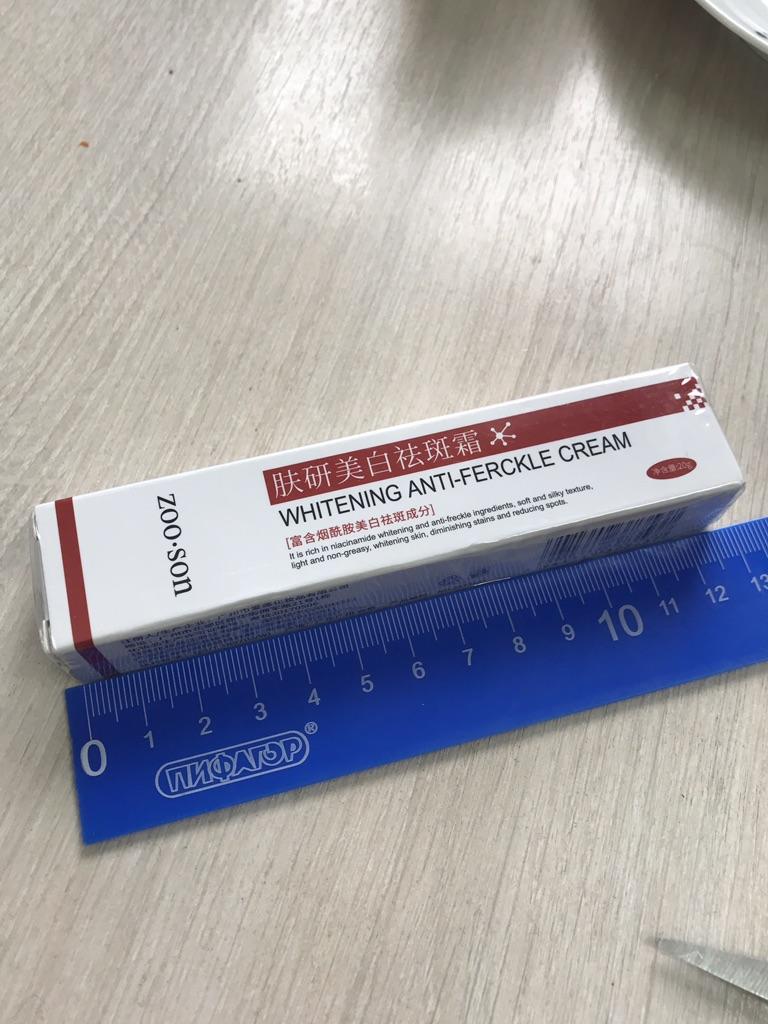 肤研美白祛斑霜
WHITENING ANTI-FERCKLE CREAM
[富含烟酰胺美白祛斑成分]
It is rich in niacinamide whitening and anti-freckle ingredients, soft and silky texture,
light and non-greasy, whitening skin, diminishing stains and reducing spots.
净含量:20g
zoo·son
0 1 2 3 4 5 6 7 8 9 10 11 12 13
ПИФАГОР®